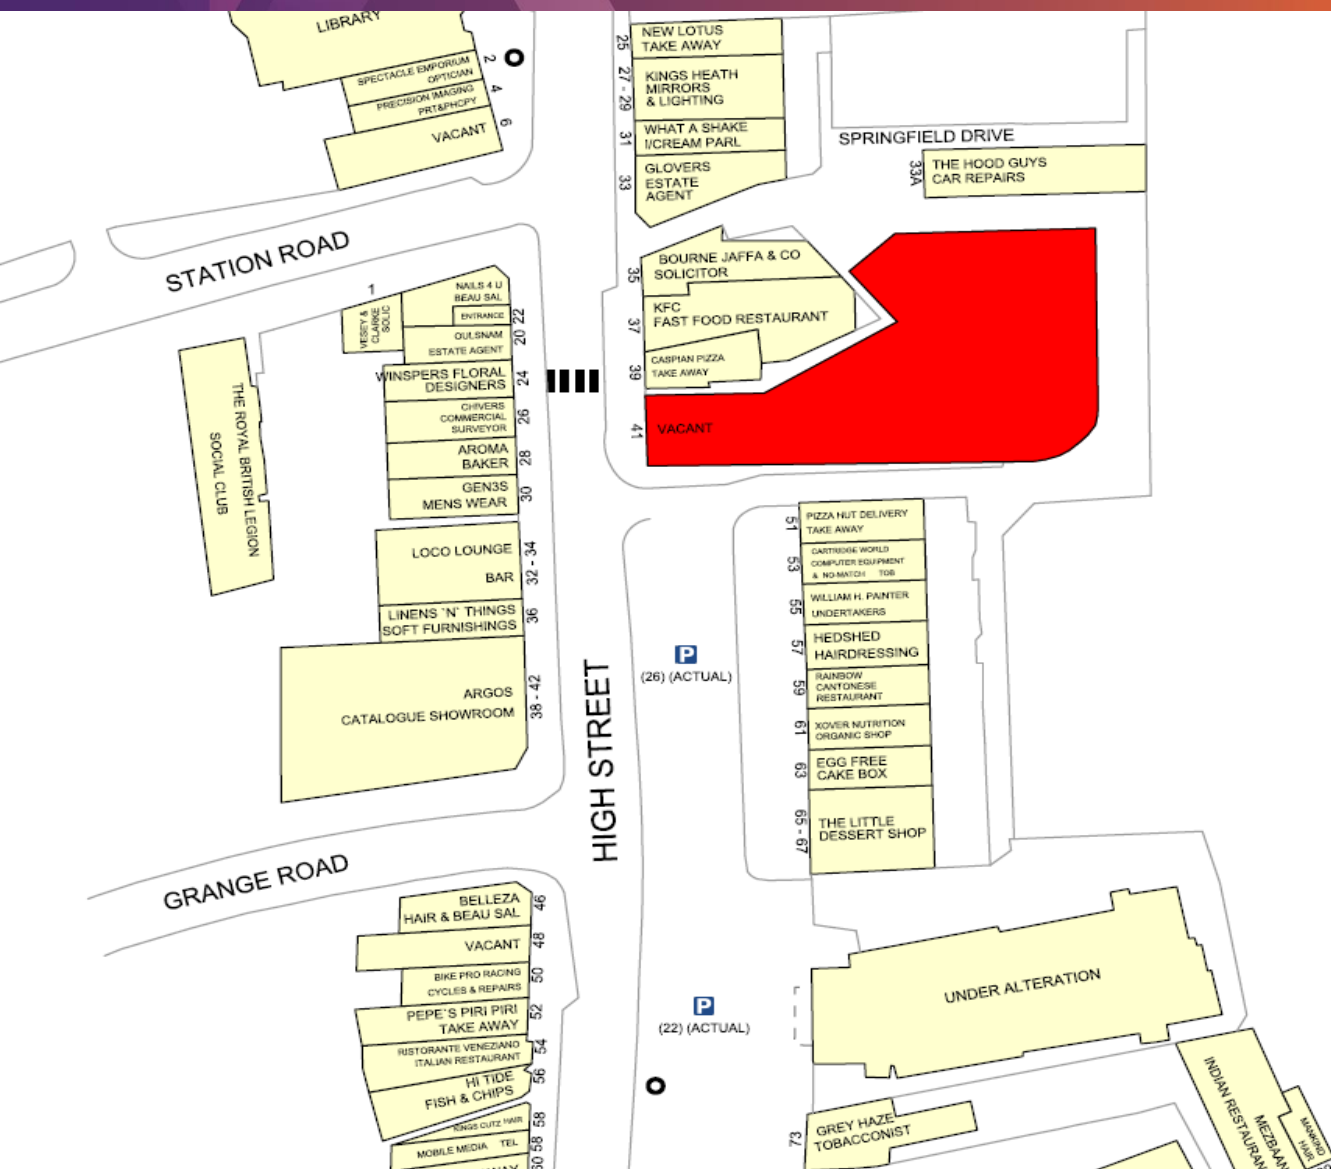 LIBRARY
2
SPECTACLE EMPORIUM
OPTICIAN
4
PRECISION IMAGING
PRT&PHCPY
6
VACANT
25
NEW LOTUS
TAKE AWAY
27 - 29
KINGS HEATH
MIRRORS
& LIGHTING
31
WHAT A SHAKE
I/CREAM PARL
33
GLOVERS
ESTATE
AGENT
SPRINGFIELD DRIVE
33A
THE HOOD GUYS
CAR REPAIRS
STATION ROAD
35
BOURNE JAFFA & CO
SOLICITOR
37
KFC
FAST FOOD RESTAURANT
39
CASPIAN PIZZA
TAKE AWAY
41
VACANT
1
VESEY &
CLARKE
SOLIC
NAILS 4 U
BEAU SAL
ENTRANCE
22
OULSNAM
ESTATE AGENT
20
WINSPERS FLORAL
DESIGNERS
24
CHIVERS
COMMERCIAL
SURVEYOR
26
AROMA
BAKER
28
GEN3S
MENS WEAR
30
THE ROYAL BRITISH LEGION
SOCIAL CLUB
LOCO LOUNGE
BAR
32 - 34
LINENS `N` THINGS
SOFT FURNISHINGS
36
ARGOS
CATALOGUE SHOWROOM
38 - 42
HIGH STREET
P
(26) (ACTUAL)
51
PIZZA HUT DELIVERY
TAKE AWAY
53
CARTRIDGE WORLD
COMPUTER EQUIPMENT
& NO-MATCH TOB
55
WILLIAM H. PAINTER
UNDERTAKERS
57
HEDSHED
HAIRDRESSING
59
RAINBOW
CANTONESE
RESTAURANT
61
XOVER NUTRITION
ORGANIC SHOP
63
EGG FREE
CAKE BOX
65 - 67
THE LITTLE
DESSERT SHOP
GRANGE ROAD
BELLEZA
HAIR & BEAU SAL
46
VACANT
48
BIKE PRO RACING
CYCLES & REPAIRS
50
PEPE`S PIRI PIRI
TAKE AWAY
52
RISTORANTE VENEZIANO
ITALIAN RESTAURANT
54
HI TIDE
FISH & CHIPS
56
KINGS CUTZ HAIR
58
MOBILE MEDIA TEL
58
60
P
(22) (ACTUAL)
UNDER ALTERATION
73
GREY HAZE
TOBACCONIST
INDIAN RESTAURAN
MEZBAAN
MANKIND
HAIR